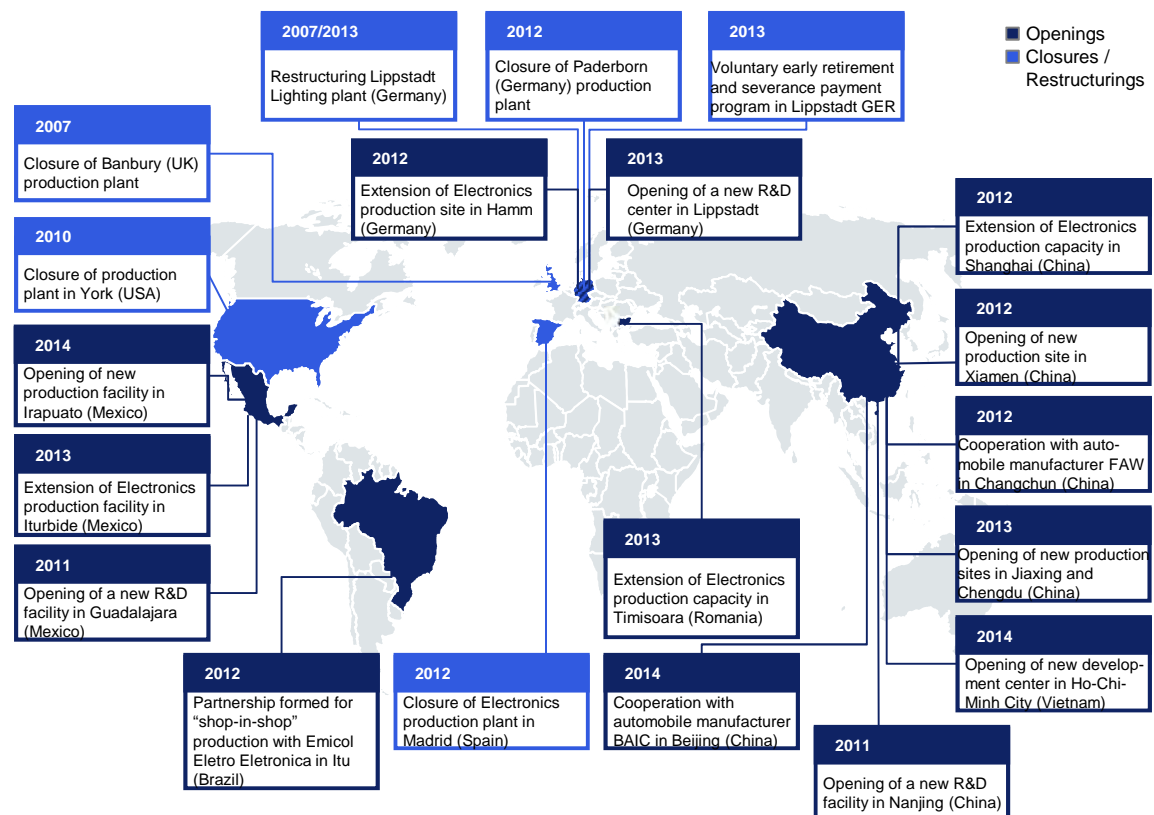 2007/2013
Restructuring Lippstadt
Lighting plant (Germany)
2012
Closure of Paderborn
(Germany) production
plant
2013
Voluntary early retirement
and severance payment
program in Lippstadt GER
Openings
Closures /
Restructurings
2007
Closure of Banbury (UK)
production plant
2012
Extension of Electronics
production site in Hamm
(Germany)
2013
Opening of a new R&D
center in Lippstadt
(Germany)
2012
Extension of Electronics
production capacity in
Shanghai (China)
2010
Closure of production
plant in York (USA)
2012
Opening of new
production site in
Xiamen (China)
2014
Opening of new
production facility in
Irapuato (Mexico)
2012
Cooperation with auto-
mobile manufacturer FAW
in Changchun (China)
2013
Extension of Electronics
production facility in
Iturbide (Mexico)
2013
Opening of new production
sites in Jiaxing and
Chengdu (China)
2011
Opening of a new R&D
facility in Guadalajara
(Mexico)
2013
Extension of Electronics
production capacity in
Timisoara (Romania)
2014
Opening of new develop-
ment center in Ho-Chi-
Minh City (Vietnam)
2012
Partnership formed for
“shop-in-shop”
production with Emicol
Eletro Eletronica in Itu
(Brazil)
2012
Closure of Electronics
production plant in
Madrid (Spain)
2014
Cooperation with
automobile manufacturer
BAIC in Beijing (China)
2011
Opening of a new R&D
facility in Nanjing (China)